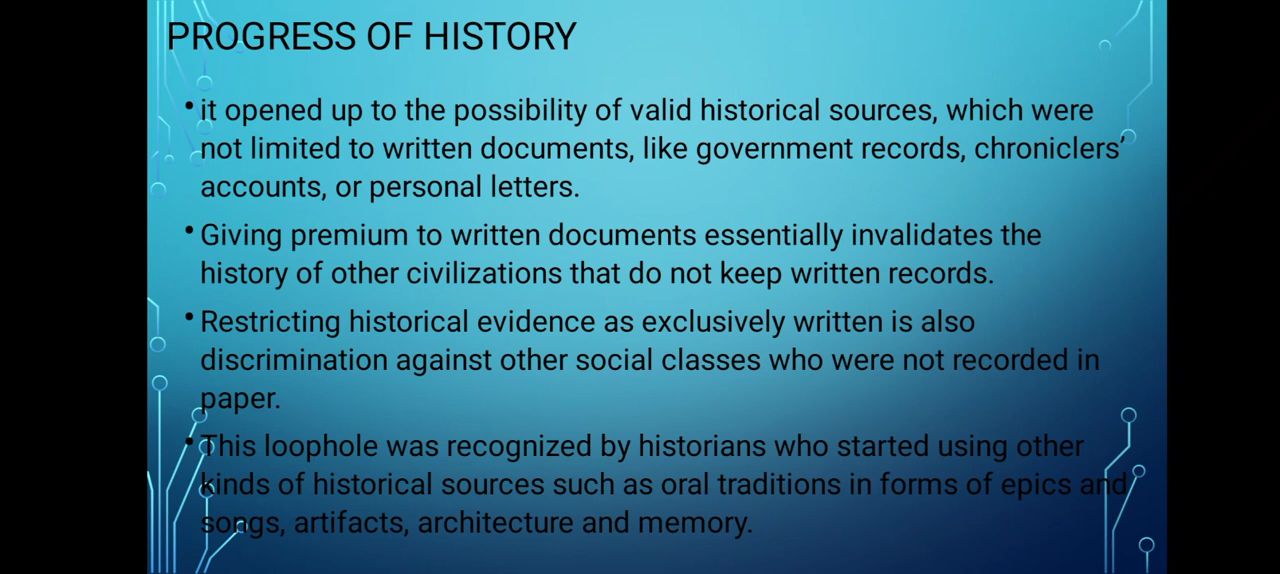 PROGRESS OF HISTORY
• it opened up to the possibility of valid historical sources, which were
not limited to written documents, like government records, chroniclers’
accounts, or personal letters.
• Giving premium to written documents essentially invalidates the
history of other civilizations that do not keep written records.
• Restricting historical evidence as exclusively written is also
discrimination against other social classes who were not recorded in
paper.
• This loophole was recognized by historians who started using other
kinds of historical sources such as oral traditions in forms of epics and
songs, artifacts, architecture and memory.